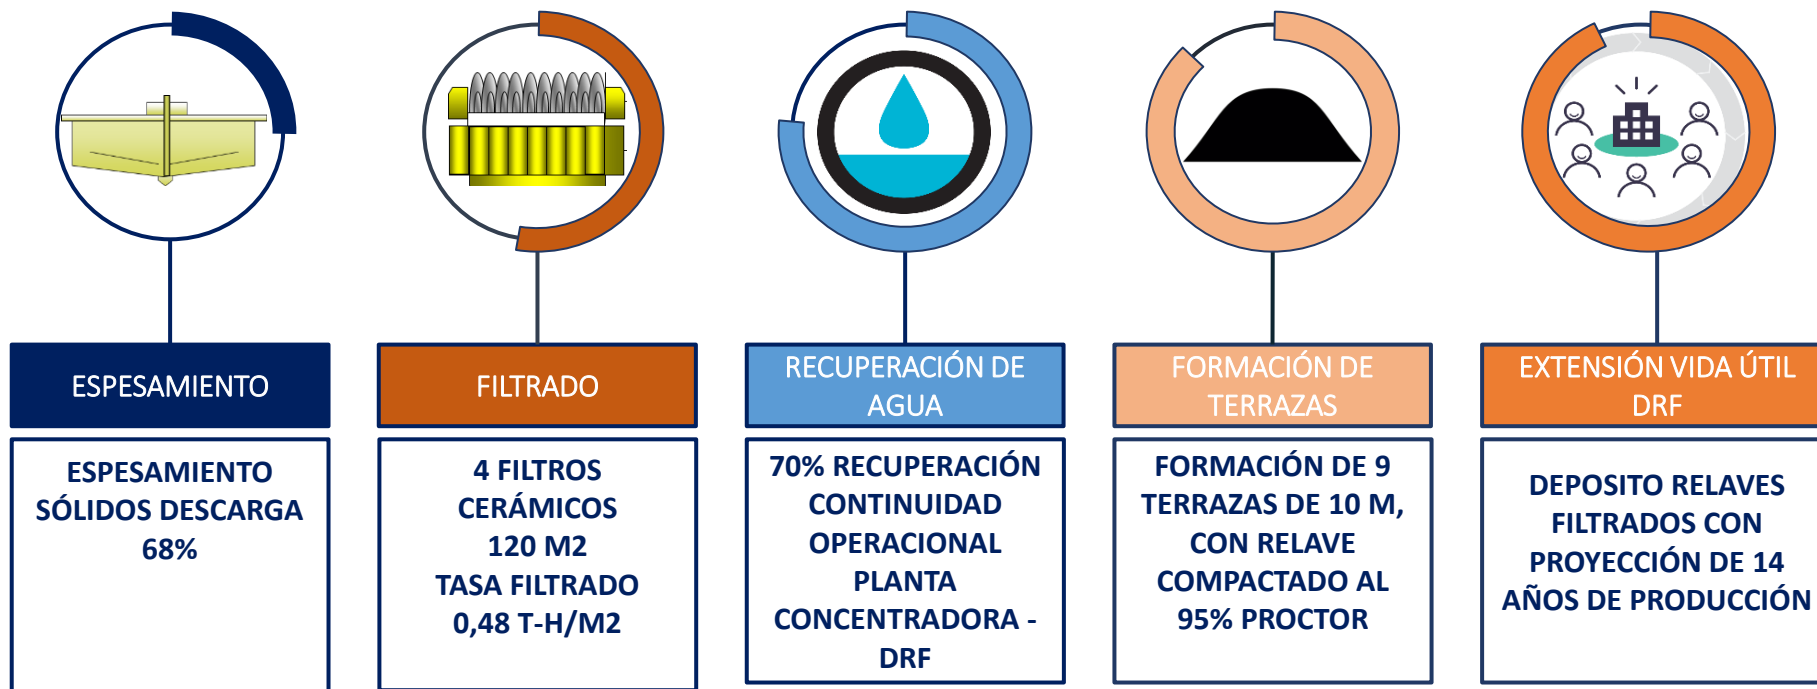 ESPESAMIENTO
ESPESAMIENTO
SÓLIDOS DESCARGA
68%
FILTRADO
4 FILTROS
CERÁMICOS
120 M2
TASA FILTRADO
0,48 T-H/M2
RECUPERACIÓN DE
AGUA
70% RECUPERACIÓN
CONTINUIDAD
OPERACIONAL
PLANTA
CONCENTRADORA -
DRF
FORMACIÓN DE
TERRAZAS
FORMACIÓN DE 9
TERRAZAS DE 10 M,
CON RELAVE
COMPACTADO AL
95% PROCTOR
EXTENSIÓN VIDA ÚTIL
DRF
DEPOSITO RELAVES
FILTRADOS CON
PROYECCIÓN DE 14
AÑOS DE PRODUCCIÓN